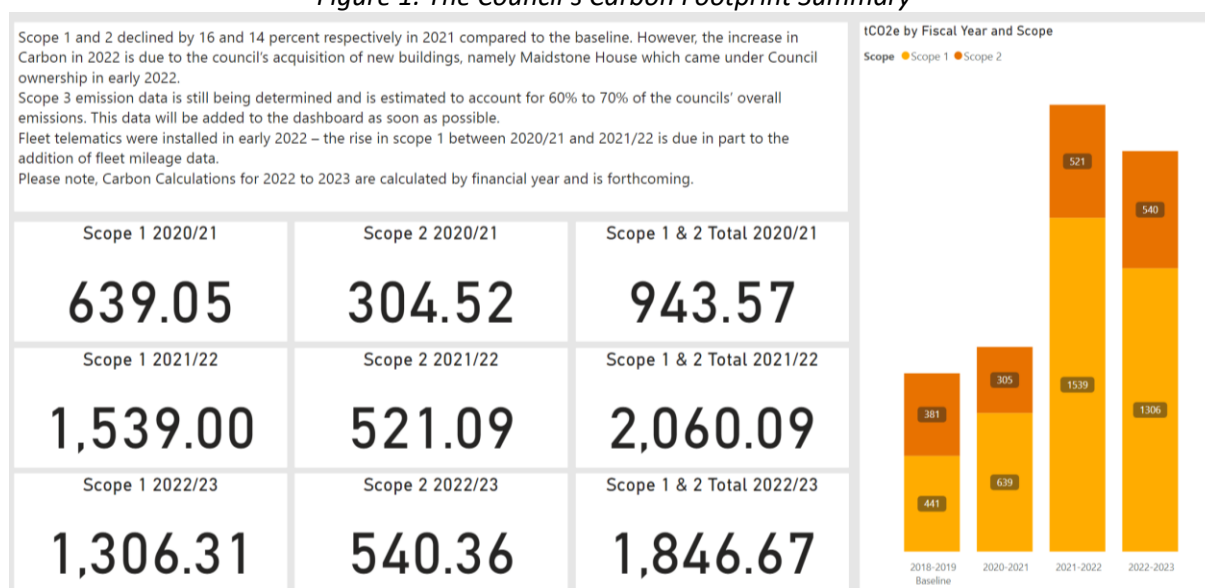 Figure 1: The Council's Carbon Footprint Summary
Scope 1 and 2 declined by 16 and 14 percent respectively in 2021 compared to the baseline. However, the increase in
Carbon in 2022 is due to the council's acquisition of new buildings, namely Maidstone House which came under Council
ownership in early 2022.
Scope 3 emission data is still being determined and is estimated to account for 60% to 70% of the councils' overall
emissions. This data will be added to the dashboard as soon as possible.
Fleet telematics were installed in early 2022 – the rise in scope 1 between 2020/21 and 2021/22 is due in part to the
addition of fleet mileage data.
Please note, Carbon Calculations for 2022 to 2023 are calculated by financial year and is forthcoming.
Scope 1 2020/21
639.05
Scope 2 2020/21
304.52
Scope 1 & 2 Total 2020/21
943.57
Scope 1 2021/22
1,539.00
Scope 2 2021/22
521.09
Scope 1 & 2 Total 2021/22
2,060.09
Scope 1 2022/23
1,306.31
Scope 2 2022/23
540.36
Scope 1 & 2 Total 2022/23
1,846.67
tCO2e by Fiscal Year and Scope
Scope Scope 1 Scope 2
381
441
305
639
521
1539
540
1306
2018-2019
Baseline
2020-2021
2021-2022
2022-2023